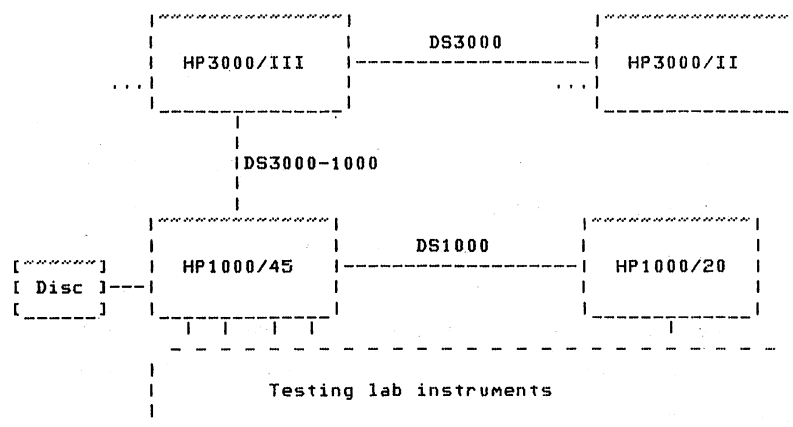 DS3000
HP3000/III HP3000/II
... ...
DS3000-1000
DS1000
HP1000/45 HP1000/20
Disc
Testing lab instruments